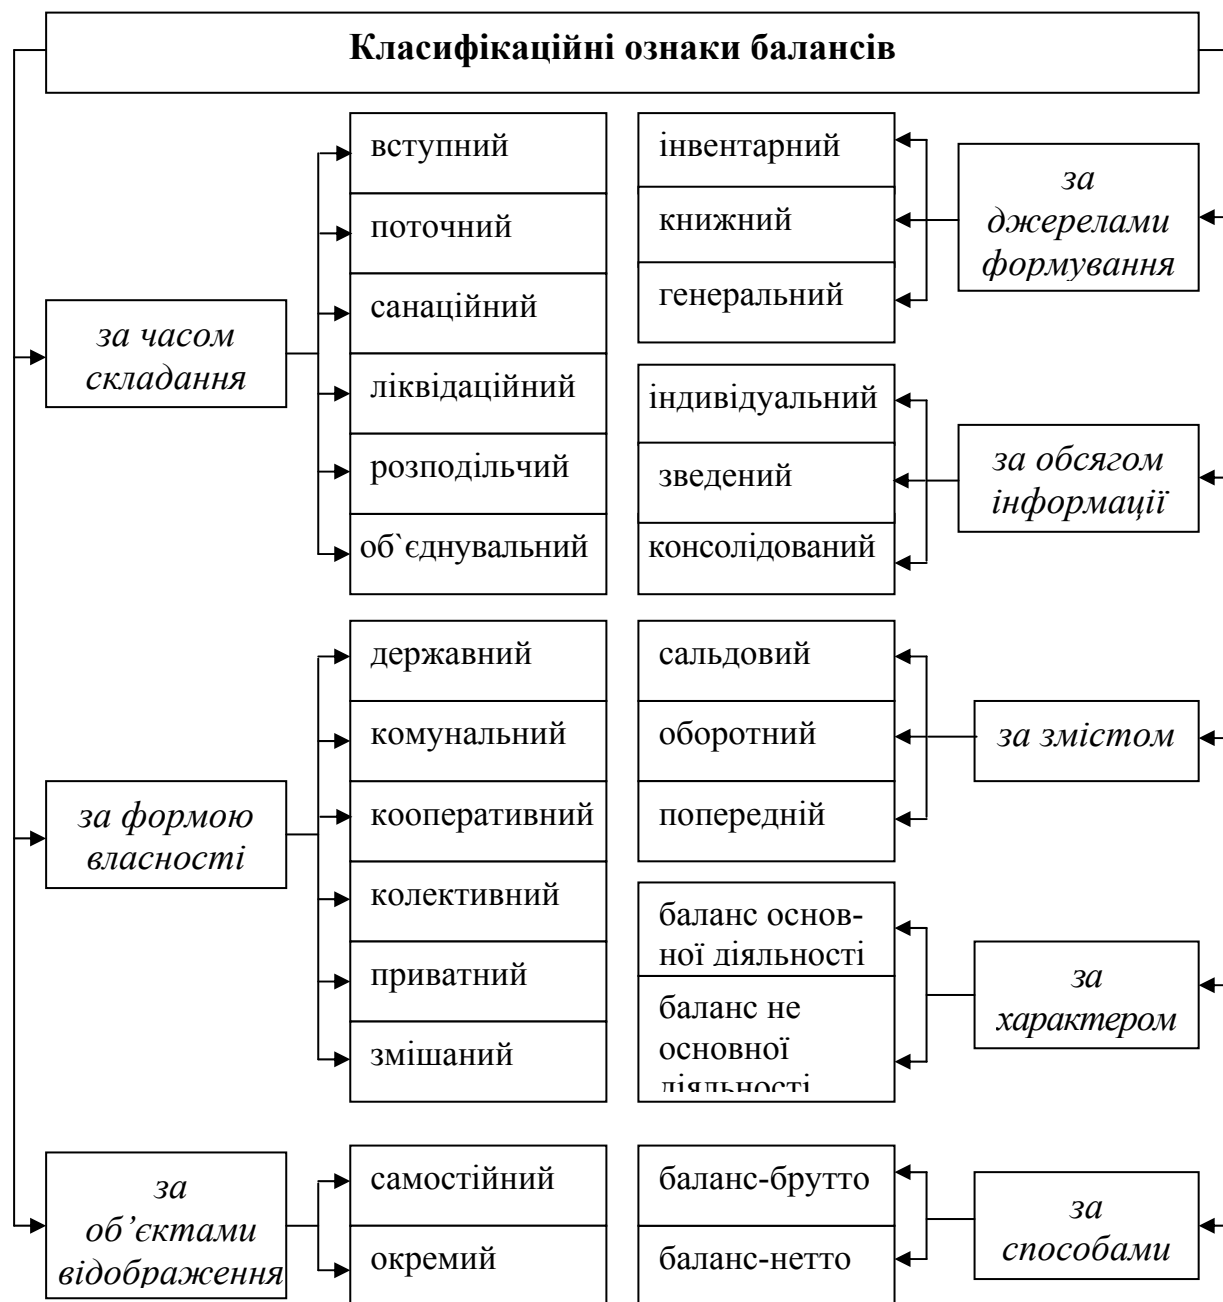 Класифікаційні ознаки балансів
за часом
складання
вступний
поточний
санаційний
ліквідаційний
розподільчий
об`єднувальний
за формою
власності
державний
комунальний
кооперативний
колективний
приватний
змішаний
за
об’єктами
відображення
самостійний
окремий
інвентарний
книжний
генеральний
за
джерелами
формування
індивідуальний
зведений
консолідований
за обсягом
інформації
сальдовий
оборотний
попередній
за змістом
баланс основ-
ної діяльності
баланс не
основної
діяльності
за
характером
баланс-брутто
баланс-нетто
за
способами